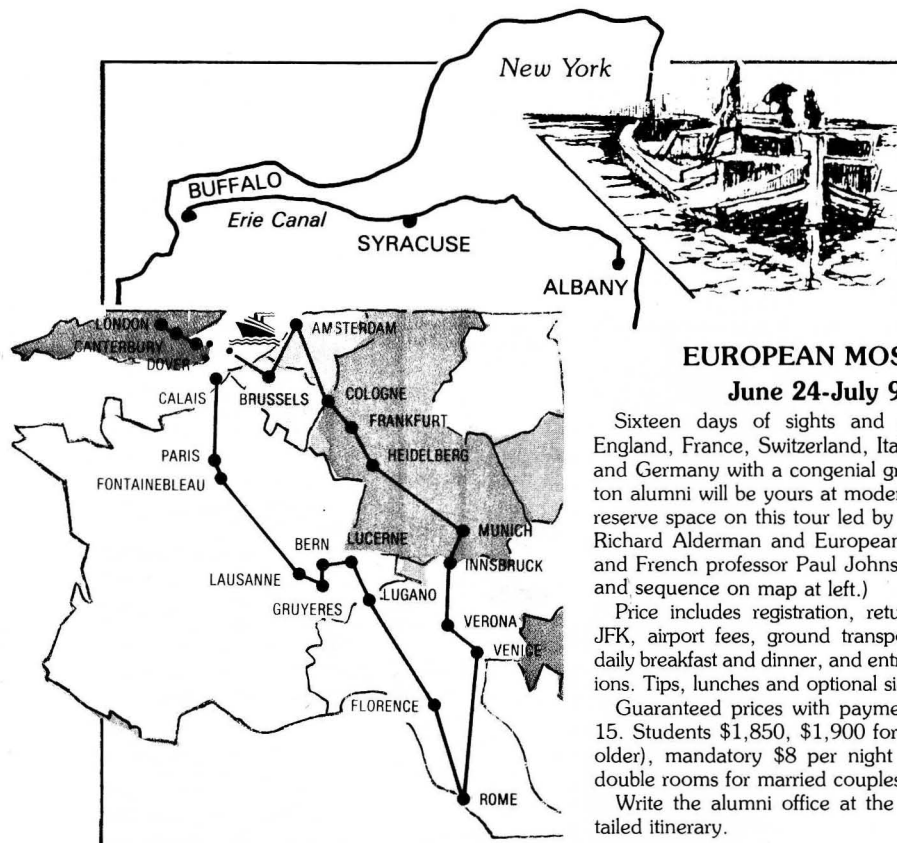 New York
BUFFALO
Erie Canal
SYRACUSE
ALBANY
LONDON
CANTERBURY
DOVER
CALAIS
BRUSSELS
AMSTERDAM
COLOGNE
FRANKFURT
HEIDELBERG
PARIS
FONTAINEBLEAU
MUNICH
BERN
LUCERNE
INNSBRUCK
LAUSANNE
GRUYERES
LUGANO
VERONA
VENICE
FLORENCE
ROME
EUROPEAN MOS
June 24-July 9
Sixteen days of sights and
England, France, Switzerland, Ita
and Germany with a congenial gr
ton alumni will be yours at moder
reserve space on this tour led by
Richard Alderman and European
and French professor Paul Johns
and sequence on map at left.)
Price includes registration, retu
JFK, airport fees, ground transpo
daily breakfast and dinner, and entr
ions. Tips, lunches and optional si
Guaranteed prices with payme
15. Students $1,850, $1,900 for
older), mandatory $8 per night
double rooms for married couples
Write the alumni office at the
tailed itinerary.